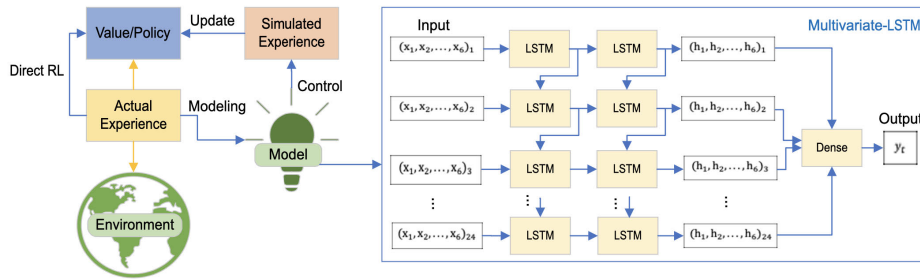 Value/Policy
Update
Simulated
Experience
Direct RL
Actual
Experience
Modeling
Control
Model
Environment
Input
Multivariate-LSTM
(x₁, x₂, ..., x₆)₁
LSTM
LSTM
(h₁, h₂, ..., h₆)₁
(x₁, x₂, ..., x₆)₂
LSTM
LSTM
(h₁, h₂, ..., h₆)₂
(x₁, x₂, ..., x₆)₃
LSTM
LSTM
(h₁, h₂, ..., h₆)₃
⋮ ⋮ ⋮ ⋮
(x₁, x₂, ..., x₆)₂₄
LSTM
LSTM
(h₁, h₂, ..., h₆)₂₄
Dense
Output
yₜ